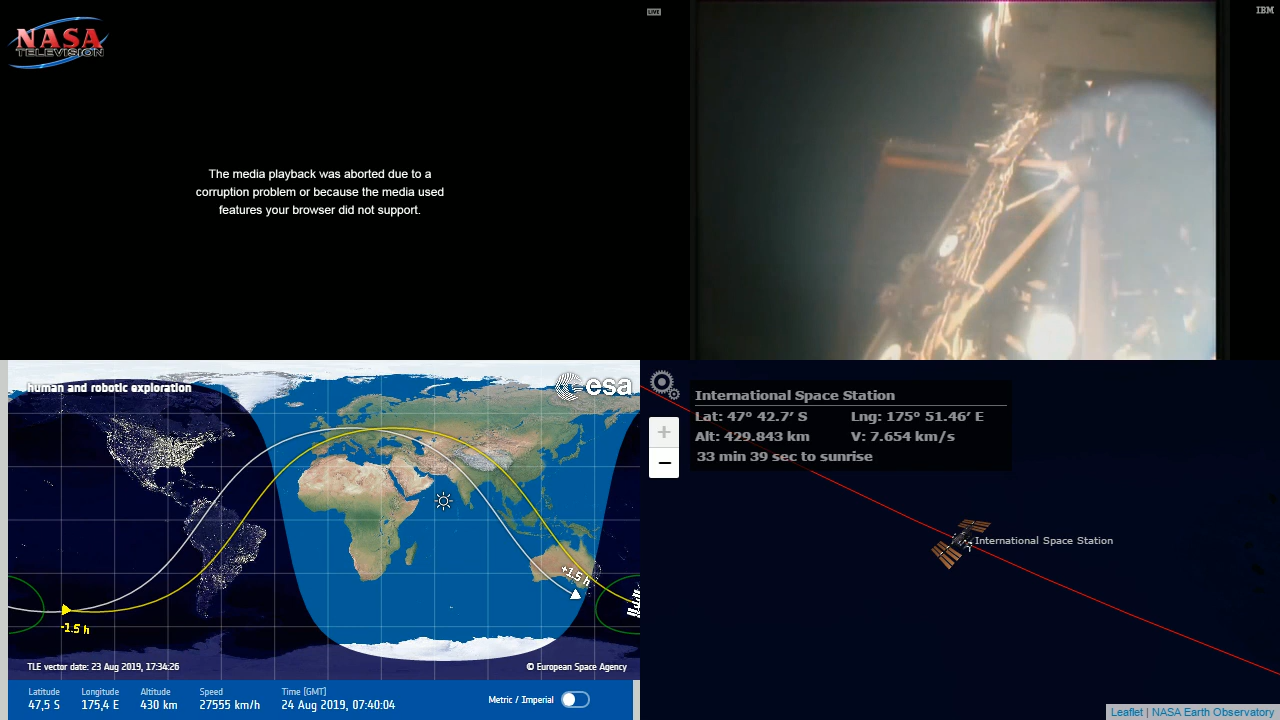 NASA
TELEVISION
The media playback was aborted due to a
corruption problem or because the media used
features your browser did not support.
LIVE
IBM
human and robotic exploration
esa
+1.5 h
-1.5 h
TLE vector date: 23 Aug 2019, 17:34:26
© European Space Agency
Latitude
47,5 S
Longitude
175,4 E
Altitude
430 km
Speed
27555 km/h
Time [GMT]
24 Aug 2019, 07:40:04
Metric / Imperial
+
−
International Space Station
Lat: 47° 42.7′ S
Lng: 175° 51.46′ E
Alt: 429.843 km
V: 7.654 km/s
33 min 39 sec to sunrise
International Space Station
Leaflet | NASA Earth Observatory